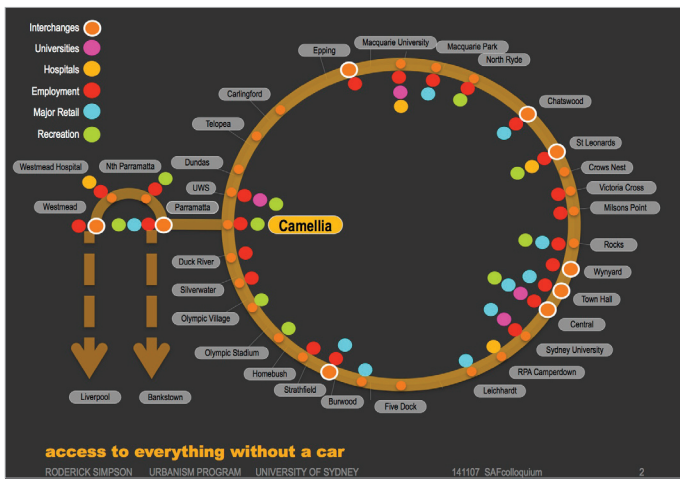 Interchanges
Universities
Hospitals
Employment
Major Retail
Recreation
Epping
Macquarie University
Macquarie Park
North Ryde
Carlingford
Chatswood
Telopea
St Leonards
Westmead Hospital
Nth Parramatta
Dundas
Crows Nest
UWS
Victoria Cross
Westmead
Parramatta
Milsons Point
Camellia
Rocks
Duck River
Wynyard
Silverwater
Town Hall
Central
Olympic Village
Sydney University
Olympic Stadium
RPA Camperdown
Homebush
Leichhardt
Strathfield
Burwood
Five Dock
Liverpool
Bankstown
access to everything without a car
RODERICK SIMPSON URBANISM PROGRAM UNIVERSITY OF SYDNEY 141107 SAFcolloquium 2